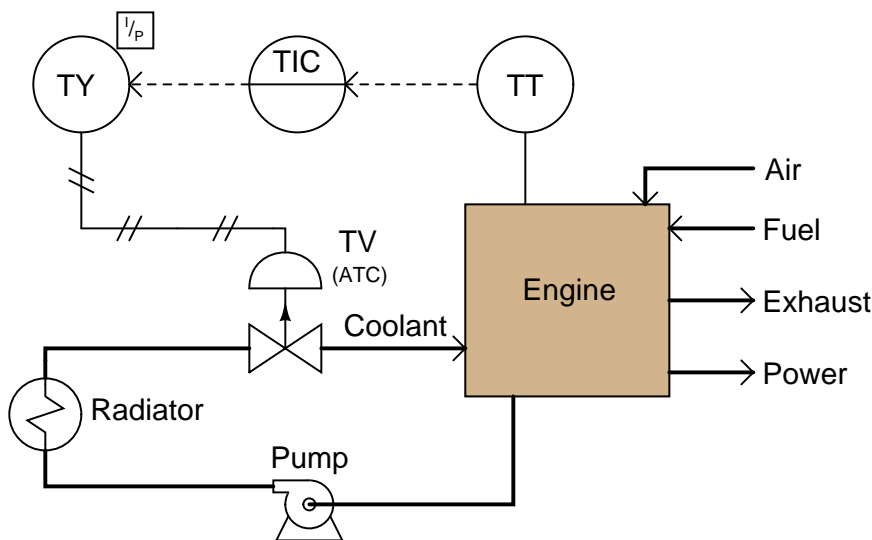 I/P
TY
TIC
TT
Air
Fuel
TV
(ATC)
Engine
Exhaust
Coolant
Power
Radiator
Pump